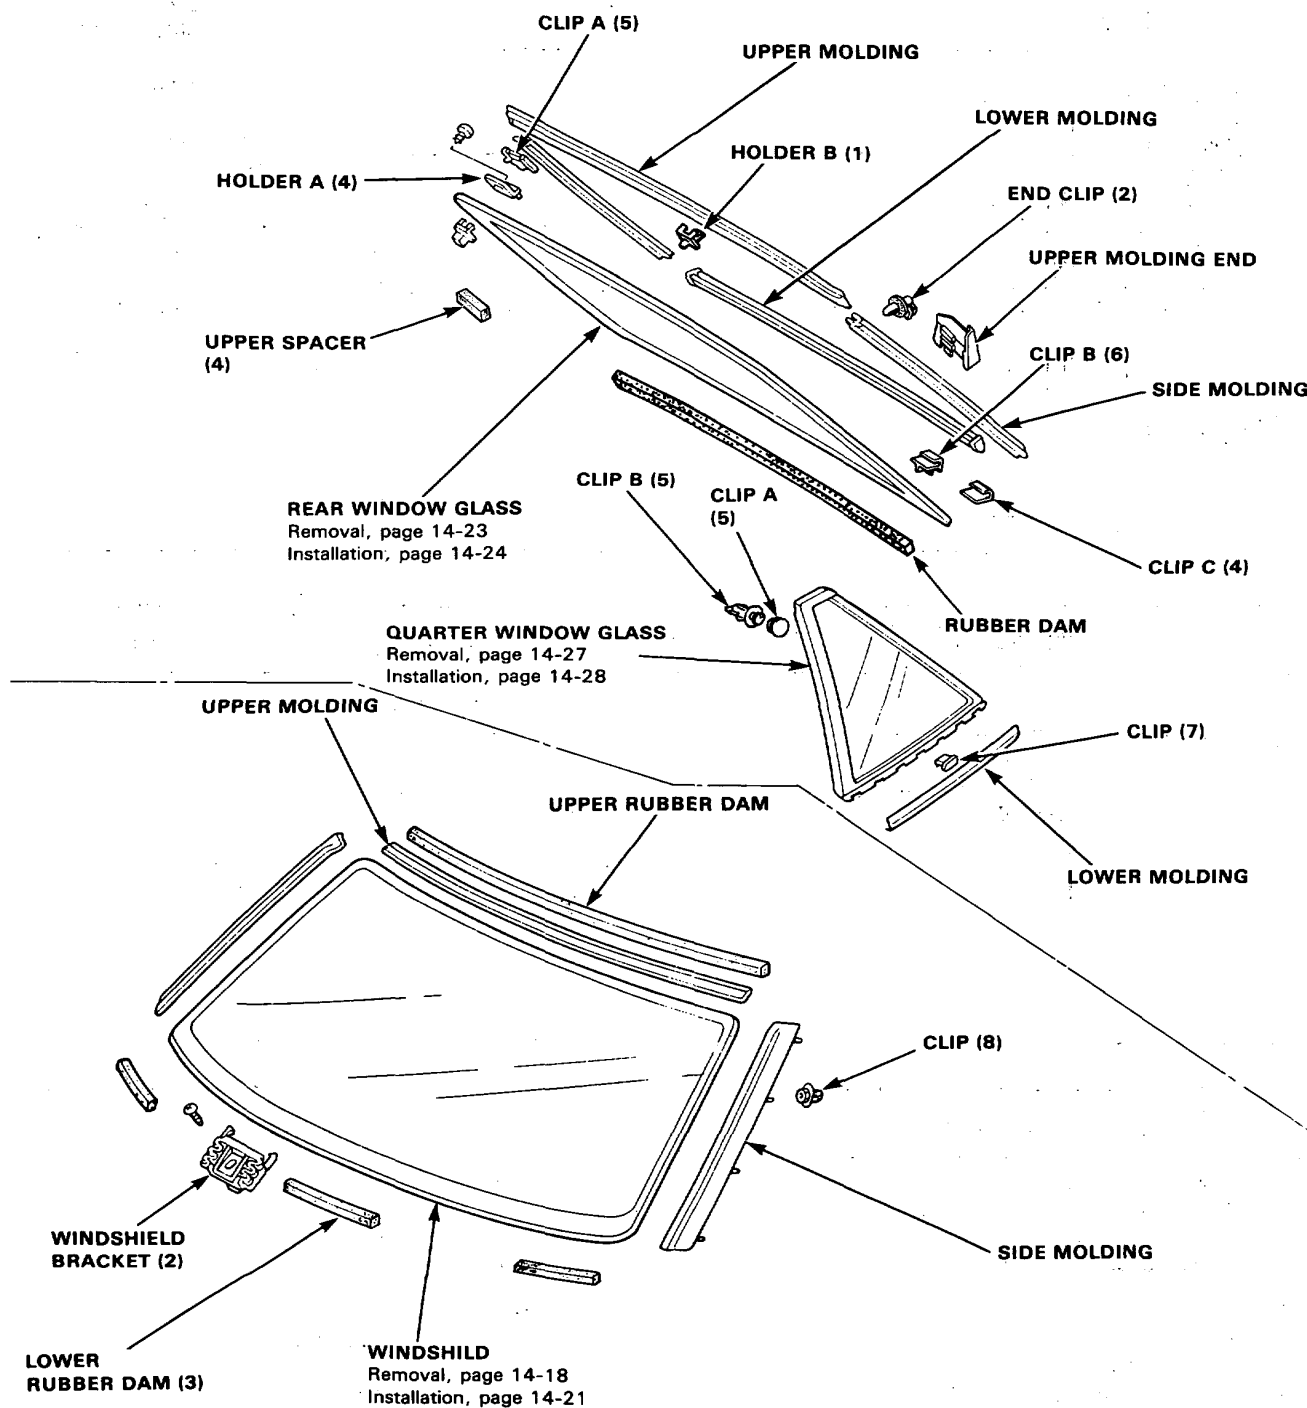 CLIP A (5)
UPPER MOLDING
LOWER MOLDING
HOLDER B (1)
HOLDER A (4)
END CLIP (2)
UPPER MOLDING END
UPPER SPACER
(4)
CLIP B (6)
SIDE MOLDING
REAR WINDOW GLASS
Removal, page 14-23
Installation, page 14-24
CLIP B (5)
CLIP A
(5)
CLIP C (4)
RUBBER DAM
QUARTER WINDOW GLASS
Removal, page 14-27
Installation, page 14-28
UPPER MOLDING
CLIP (7)
UPPER RUBBER DAM
LOWER MOLDING
CLIP (8)
WINDSHIELD
BRACKET (2)
SIDE MOLDING
LOWER
RUBBER DAM (3)
WINDSHILD
Removal, page 14-18
Installation, page 14-21